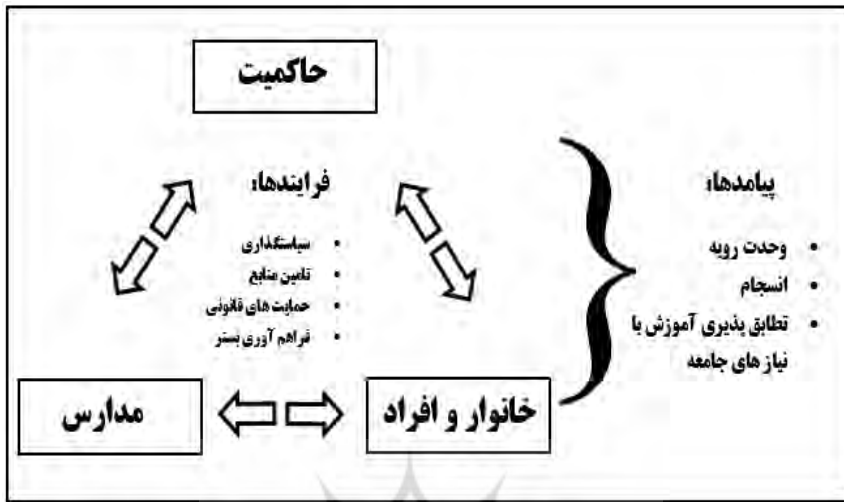 حاکمیت
فرایندها:
• سیاستگذاری
• تامین منابع
• حمایت های قانونی
• فراهم آوری بستر
پیامدها:
• وحدت رویه
• انسجام
• تطابق پذیری آموزش با
نیاز های جامعه
خانوار و افراد
مدارس